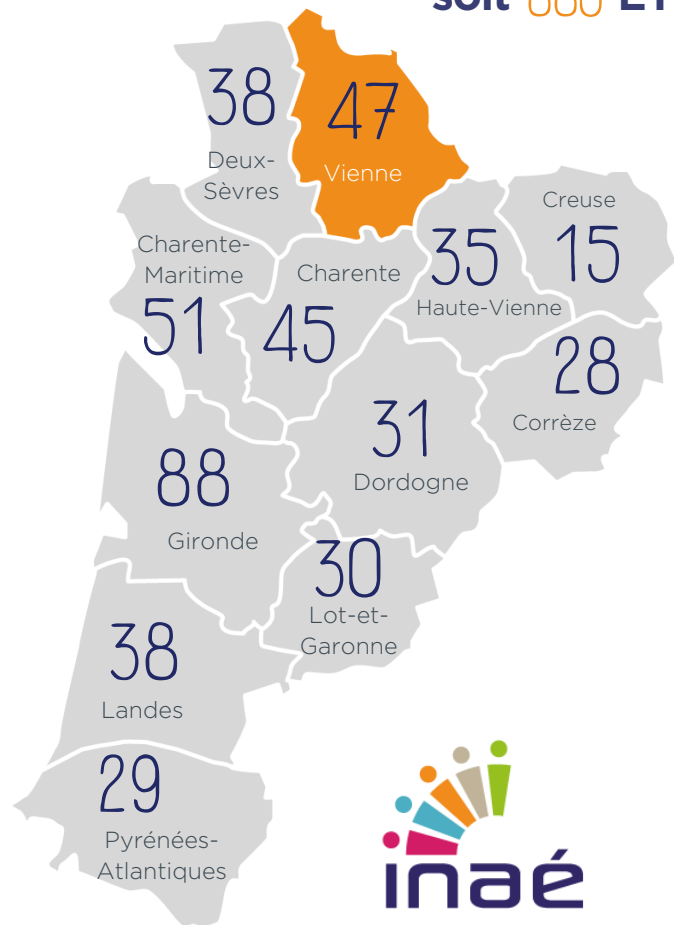 38
Deux-
Sèvres
47
Vienne
Creuse
15
Charente-
Maritime
51
Charente
45
35
Haute-Vienne
28
Corrèze
31
Dordogne
88
Gironde
30
Lot-et-
Garonne
38
Landes
29
Pyrénées-
Atlantiques
inaé